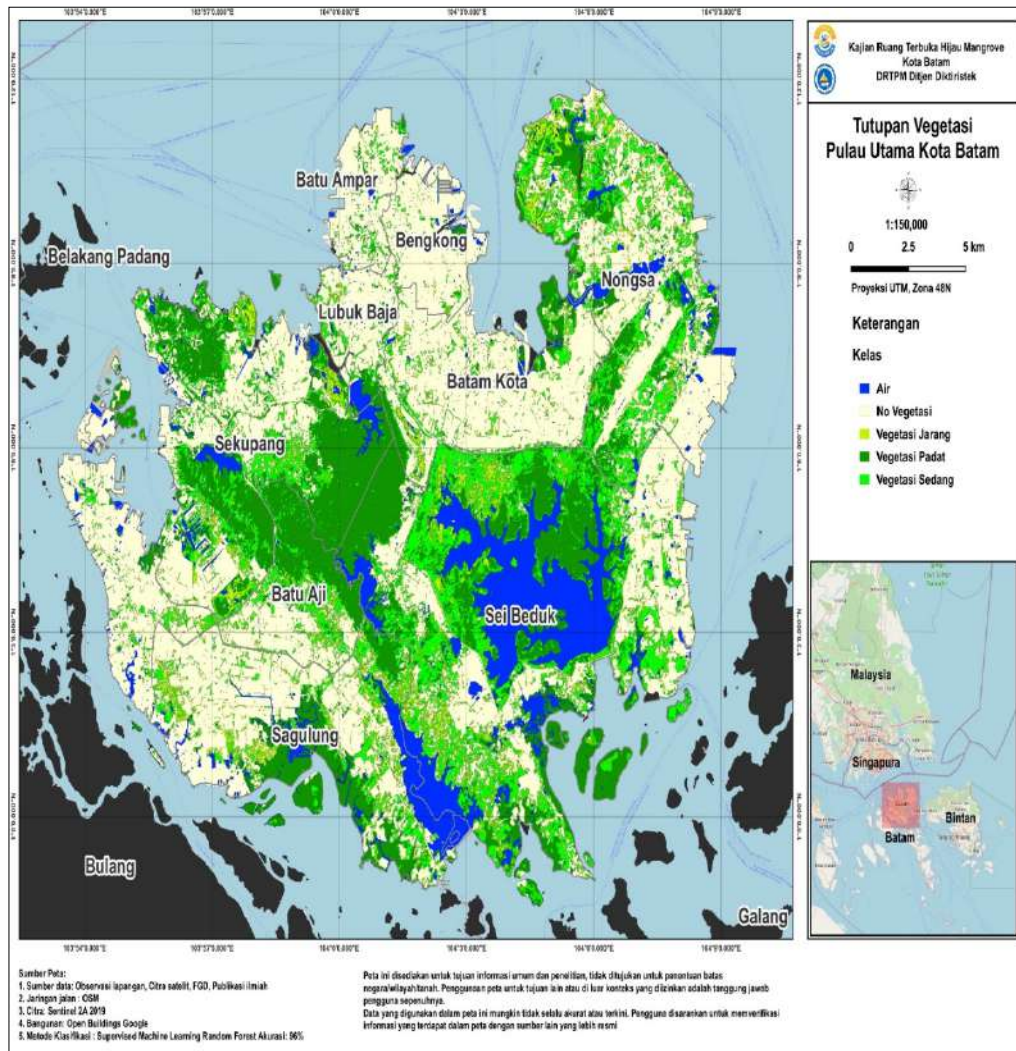 Kajian Ruang Terbuka Hijau Mangrove
Kota Batam
DRTPM Ditjen Diktiristek
Tutupan Vegetasi
Pulau Utama Kota Batam
1:150,000
0 2.5 5 km
Proyeksi UTM, Zona 48N
Keterangan
Kelas
Air
No Vegetasi
Vegetasi Jarang
Vegetasi Padat
Vegetasi Sedang
Batu Ampar
Bengkong
Belakang Padang
Nongsa
Lubuk Baja
Batam Kota
Sekupang
Batu Aji
Sei Beduk
Sagulung
Bulang
Galang
Malaysia
Singapura
Batam
Bintan
Sumber Peta:
1. Sumber data: Observasi lapangan, Citra satelit, FGD, Publikasi ilmiah
2. Jaringan jalan : OSM
3. Citra: Sentinel 2A 2019
4. Bangunan: Open Buildings Google
5. Metode Klasifikasi : Supervised Machine Learning Random Forest Akurasi: 96%
Peta ini disediakan untuk tujuan informasi umum dan penelitian, tidak ditujukan untuk penentuan batas
negara/wilayah/tanah. Penggunaan peta untuk tujuan lain atau di luar konteks yang diizinkan adalah tanggung jawab
pengguna sepenuhnya.
Data yang digunakan dalam peta ini mungkin tidak selalu akurat atau terkini. Pengguna disarankan untuk memverifikasi
informasi yang terdapat dalam peta dengan sumber lain yang lebih resmi